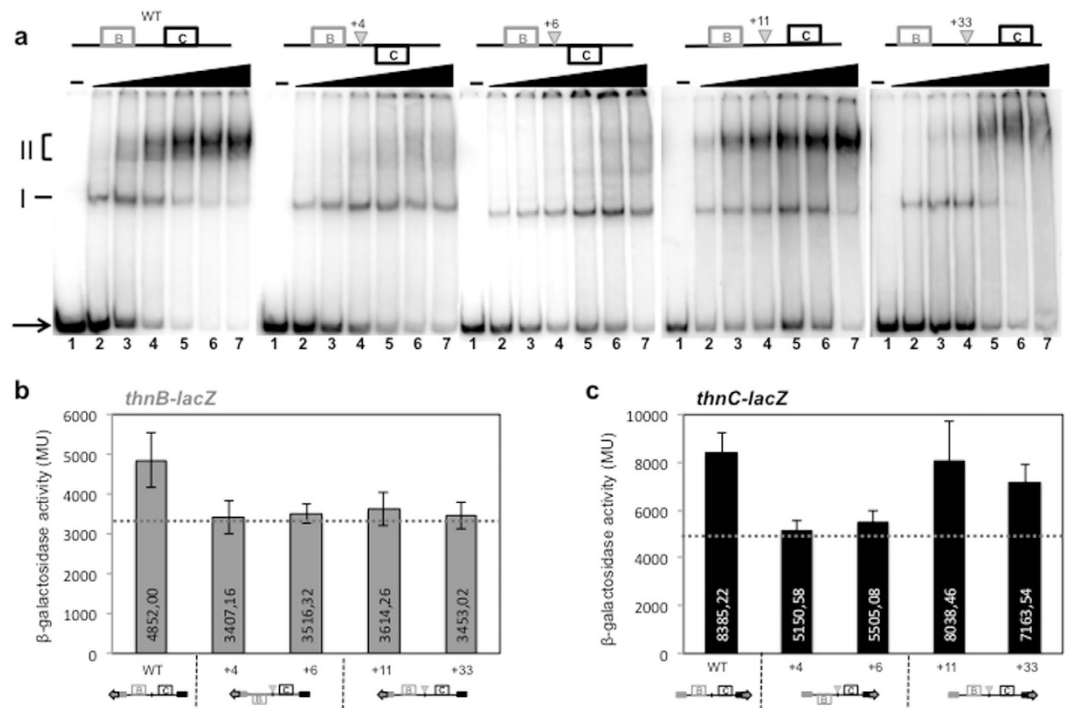 a
WT +4 +6 +11 +33
B C B C B C B C B C
II
I
1 2 3 4 5 6 7 1 2 3 4 5 6 7 1 2 3 4 5 6 7 1 2 3 4 5 6 7 1 2 3 4 5 6 7
b
thnB-lacZ
β-galactosidase activity (MU)
6000
5000
4000
3000
2000
1000
0
4852,00
3407,16
3516,32
3614,26
3453,02
WT +4 +6 +11 +33
B C B C B C
c
thnC-lacZ
β-galactosidase activity (MU)
10000
8000
6000
4000
2000
0
8385,22
5150,58
5505,08
8038,46
7163,54
WT +4 +6 +11 +33
B C B C B C